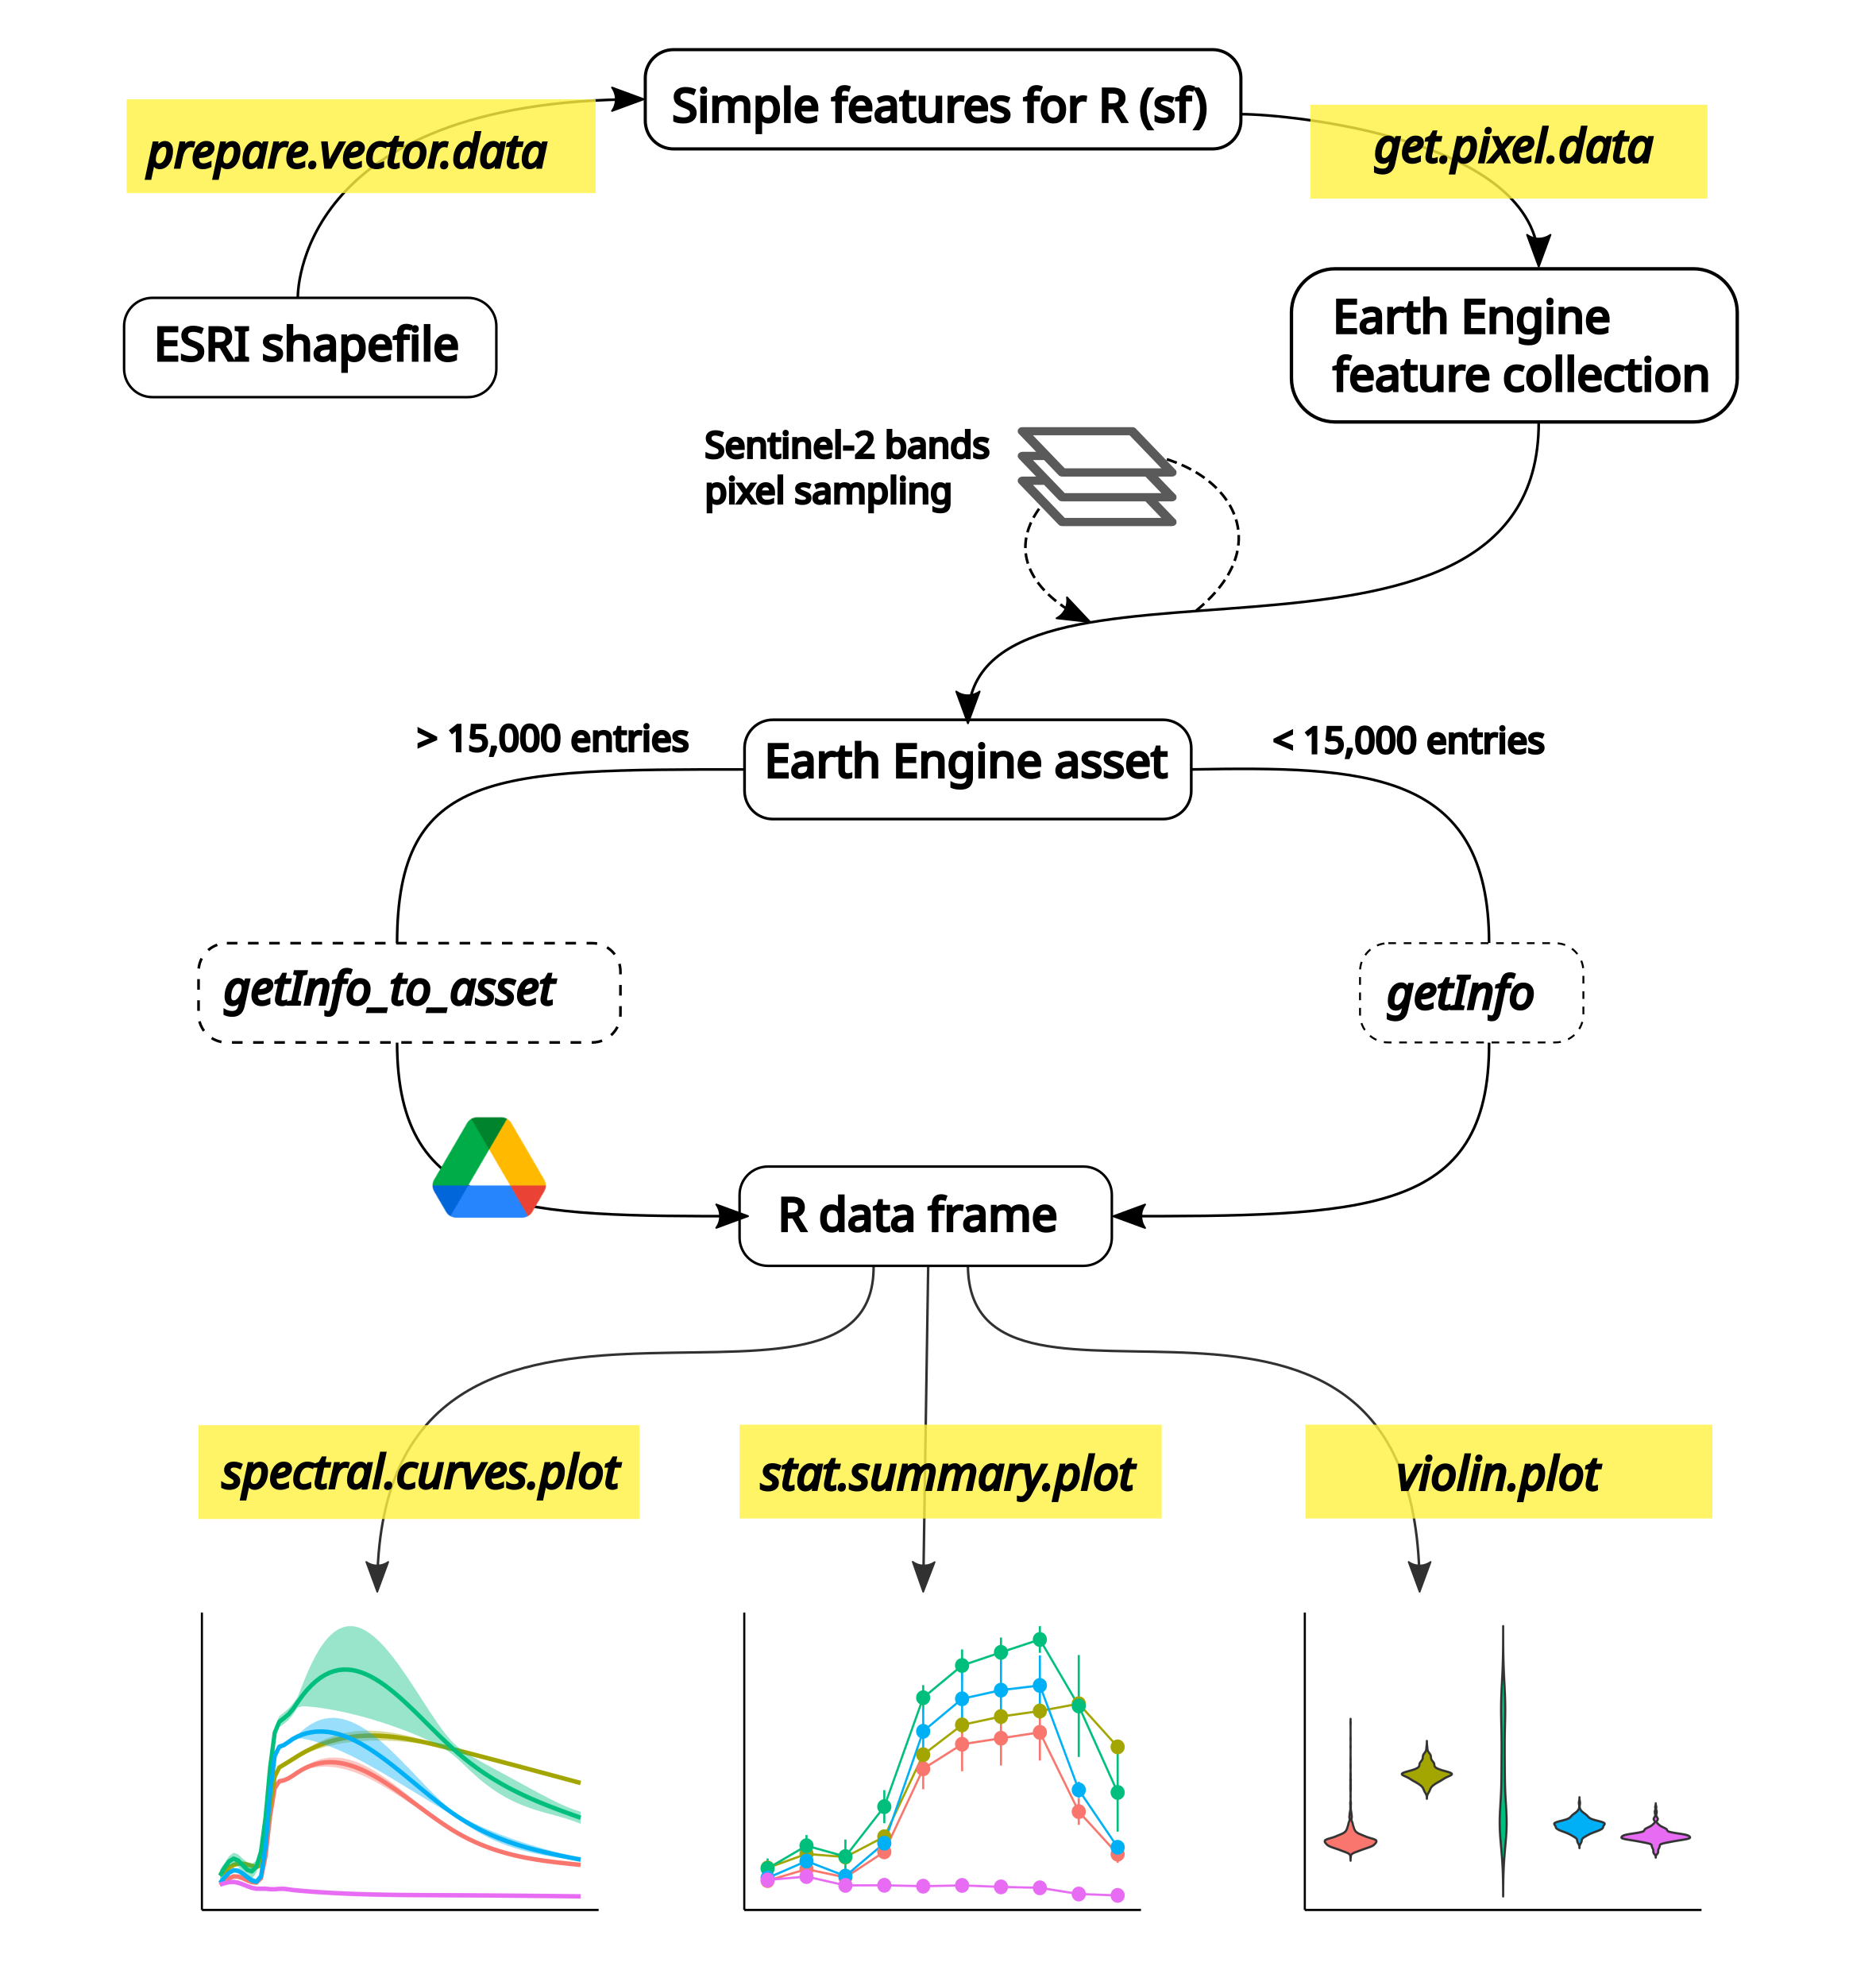 Simple features for R (sf)
prepare.vector.data
get.pixel.data
ESRI shapefile
Earth Engine
feature collection
Sentinel-2 bands
pixel sampling
> 15,000 entries
Earth Engine asset
< 15,000 entries
getInfo_to_asset
getInfo
R data frame
spectral.curves.plot
stat.summary.plot
violin.plot